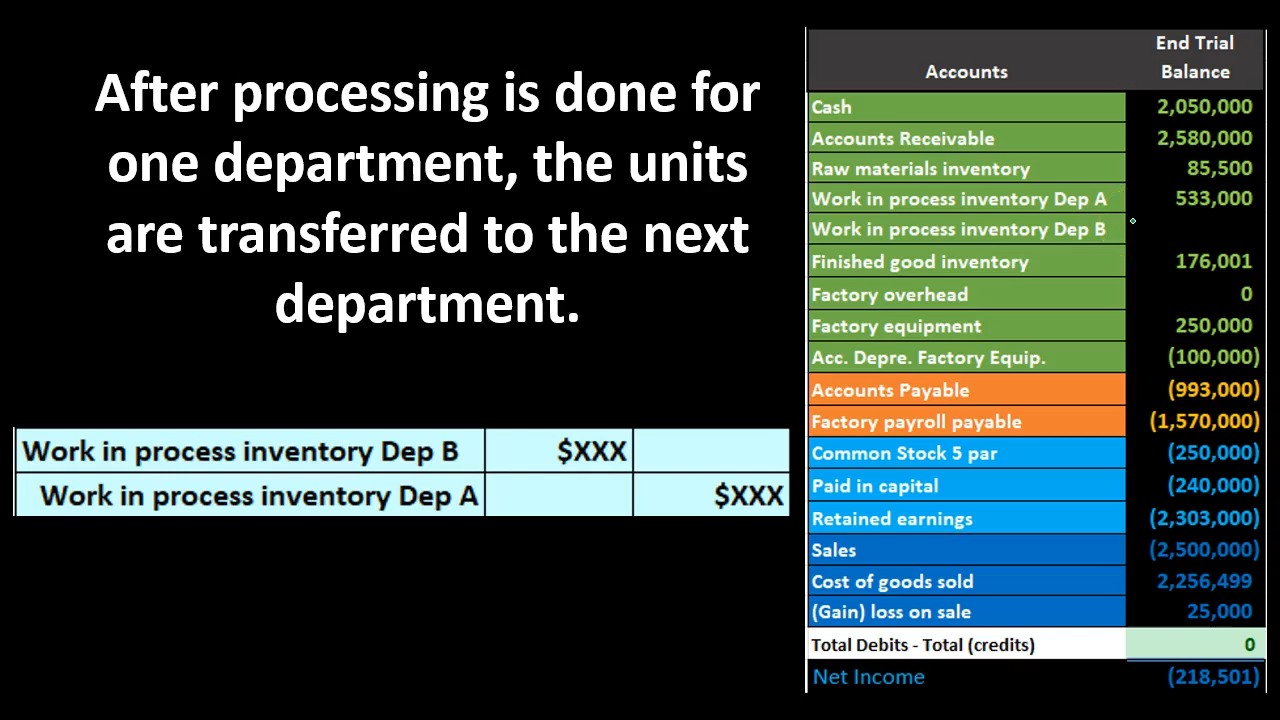 After processing is done for
one department, the units
are transferred to the next
department.
Work in process inventory Dep B $XXX
Work in process inventory Dep A $XXX
Accounts End Trial Balance
Cash 2,050,000
Accounts Receivable 2,580,000
Raw materials inventory 85,500
Work in process inventory Dep A 533,000
Work in process inventory Dep B
Finished good inventory 176,001
Factory overhead 0
Factory equipment 250,000
Acc. Depre. Factory Equip. (100,000)
Accounts Payable (993,000)
Factory payroll payable (1,570,000)
Common Stock 5 par (250,000)
Paid in capital (240,000)
Retained earnings (2,303,000)
Sales (2,500,000)
Cost of goods sold 2,256,499
(Gain) loss on sale 25,000
Total Debits - Total (credits) 0
Net Income (218,501)